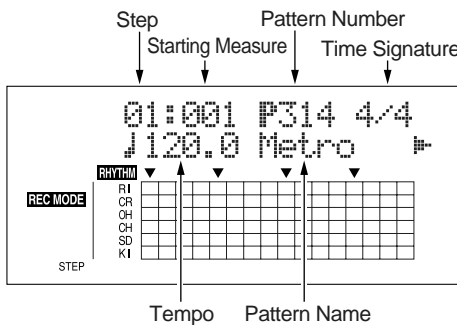 Step
Pattern Number
Starting Measure
Time Signature
01:001 P314 4/4
♩120.0 Metro
RHYTHM
REC MODE
RI
CR
OH
CH
SD
KI
STEP
Tempo
Pattern Name